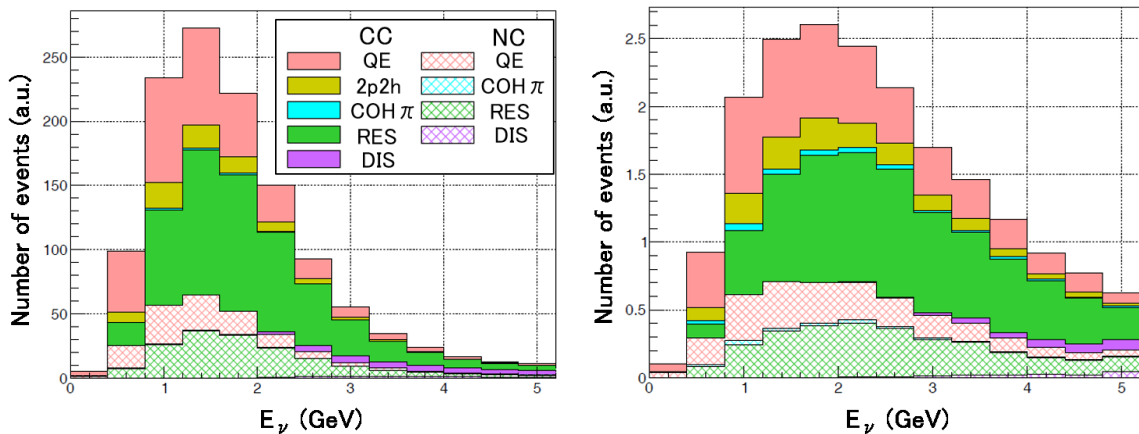 Number of events (a.u.)
250
200
150
100
50
0
0
1
2
3
4
5
E_ν (GeV)
CC
NC
QE
QE
2p2h
COH π
COH π
RES
RES
DIS
DIS
Number of events (a.u.)
2.5
2
1.5
1
0.5
0
0
1
2
3
4
5
E_ν (GeV)